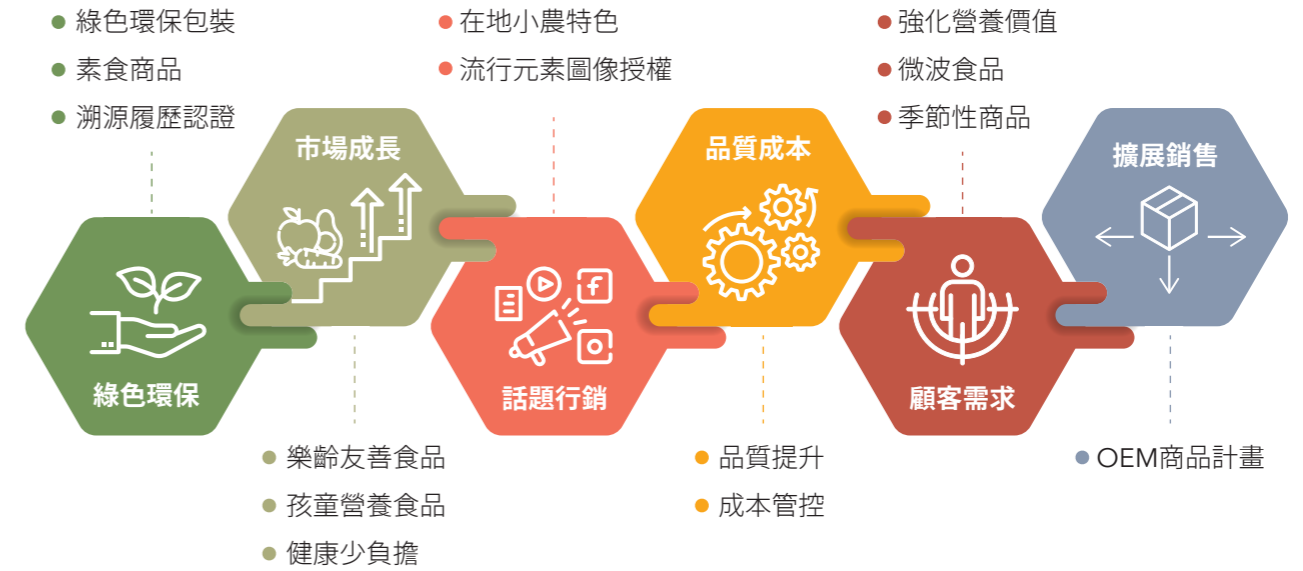 綠色環保包裝
素食商品
溯源履歷認證
綠色環保
市場成長
樂齡友善食品
孩童營養食品
健康少負擔
在地小農特色
流行元素圖像授權
話題行銷
品質成本
品質提升
成本管控
強化營養價值
微波食品
季節性商品
顧客需求
擴展銷售
OEM商品計畫